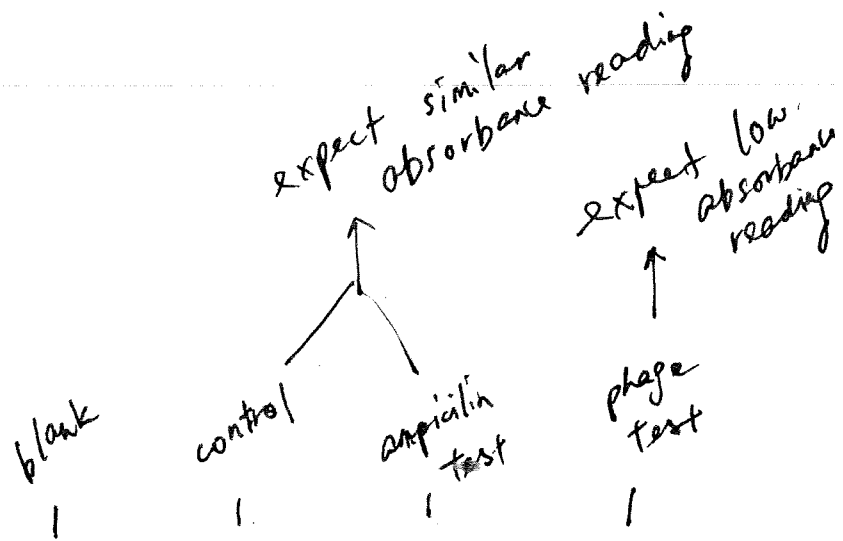 expect similar
absorbance reading
expect low
absorbance
reading
blank
control
ampicilin
test
phage
test